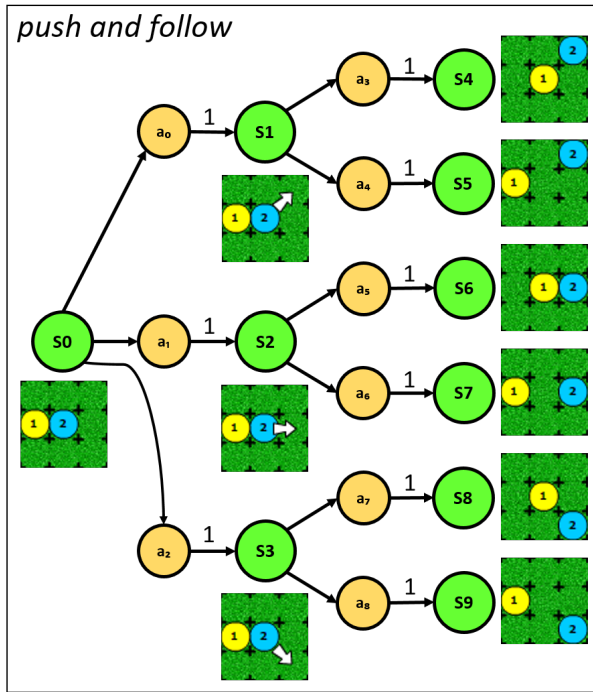 push and follow
1 a₃ 1 S4 1 2
a₀ 1 S1
1 2 a₄ 1 S5 1 2
a₅ 1 S6 1 2
S0 a₁ 1 S2
1 2 1 2 a₆ 1 S7 1 2
a₇ 1 S8 1 2
a₂ 1 S3
1 2 a₈ 1 S9 1 2